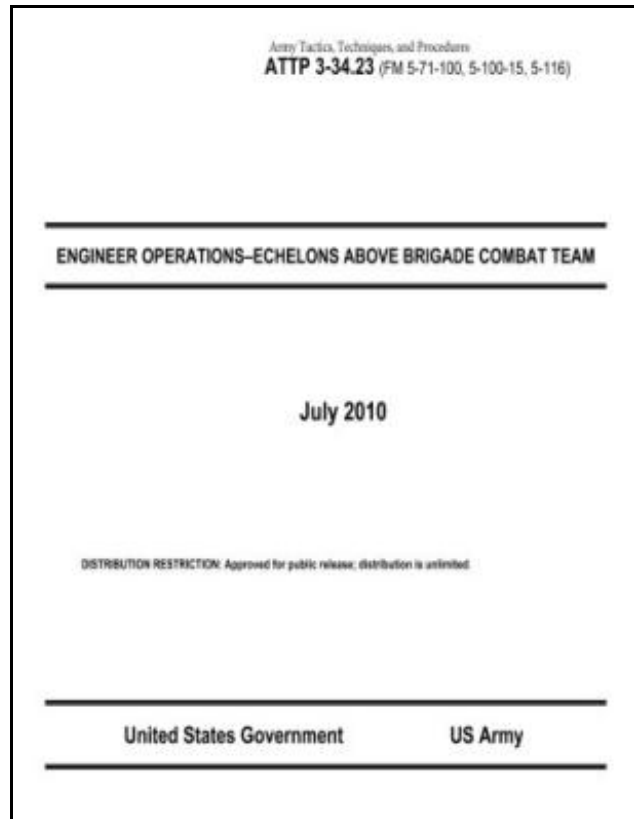 Army Tactics, Techniques, and Procedures
ATTP 3-34.23 (FM 5-71-100, 5-100-15, 5-116)
ENGINEER OPERATIONS–ECHELONS ABOVE BRIGADE COMBAT TEAM
July 2010
DISTRIBUTION RESTRICTION: Approved for public release; distribution is unlimited.
United States Government US Army